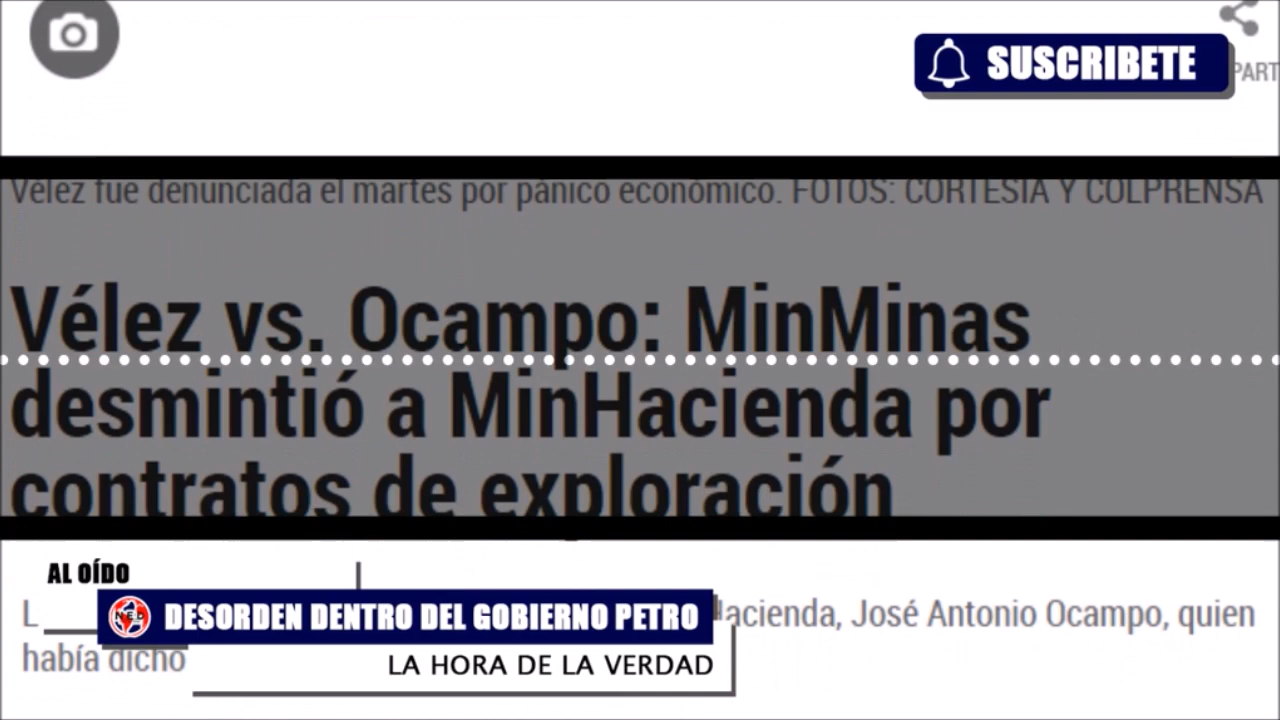 SUSCRIBETE
PART
Vélez fue denunciada el martes por pánico económico. FOTOS: CORTESÍA Y COLPRENSA
Vélez vs. Ocampo: MinMinas
desmintió a MinHacienda por
contratos de exploración
AL OÍDO
L
DESORDEN DENTRO DEL GOBIERNO PETRO
acienda, José Antonio Ocampo, quien
había dicho
LA HORA DE LA VERDAD